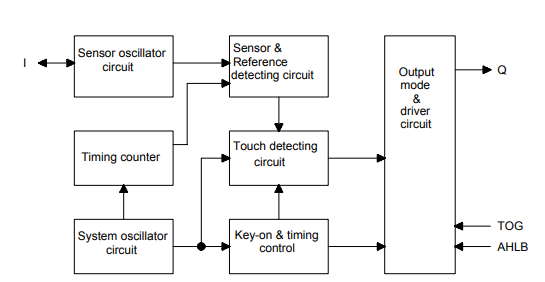 Sensor oscillator
circuit
Sensor &
Reference
detecting circuit
I
Output
mode
&
driver
circuit
Q
Timing counter
Touch detecting
circuit
System oscillator
circuit
Key-on & timing
control
TOG
AHLB